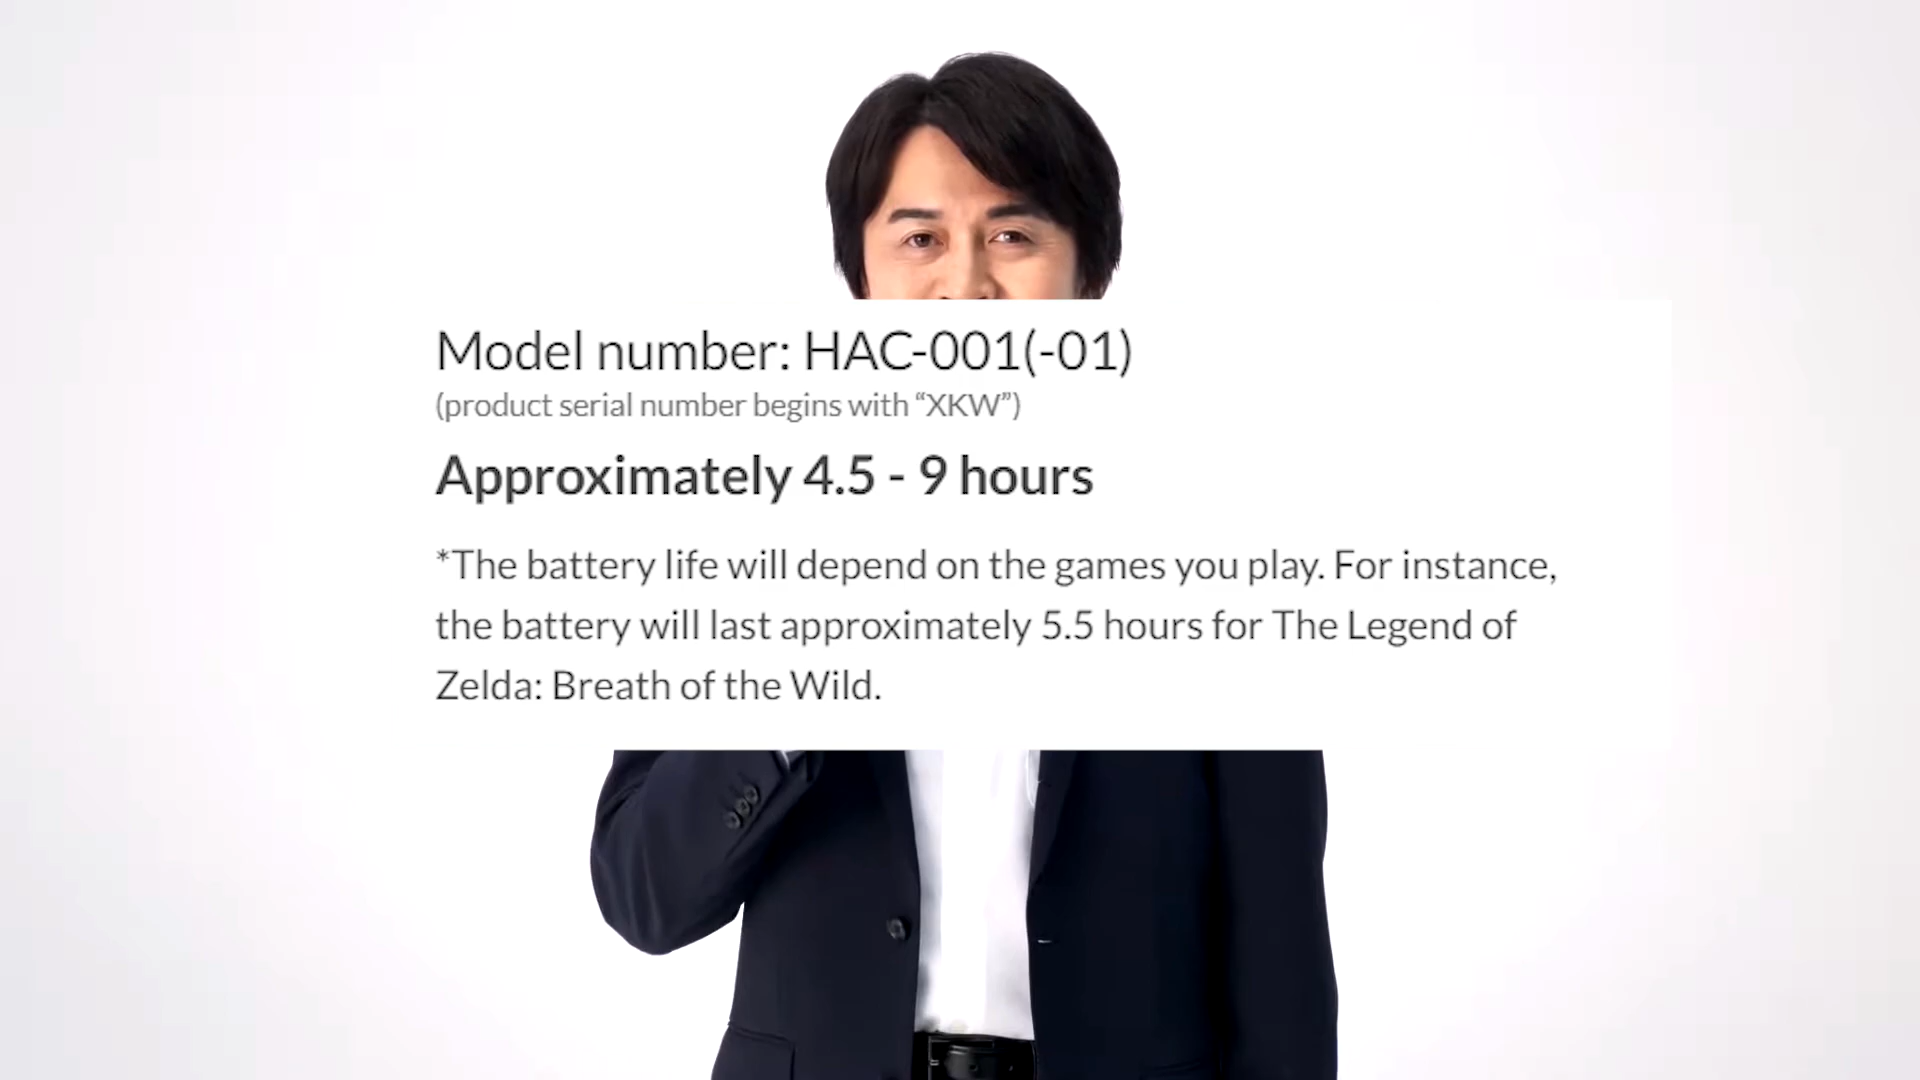 Model number: HAC-001(-01)
(product serial number begins with “XKW”)
Approximately 4.5 - 9 hours
*The battery life will depend on the games you play. For instance,
the battery will last approximately 5.5 hours for The Legend of
Zelda: Breath of the Wild.